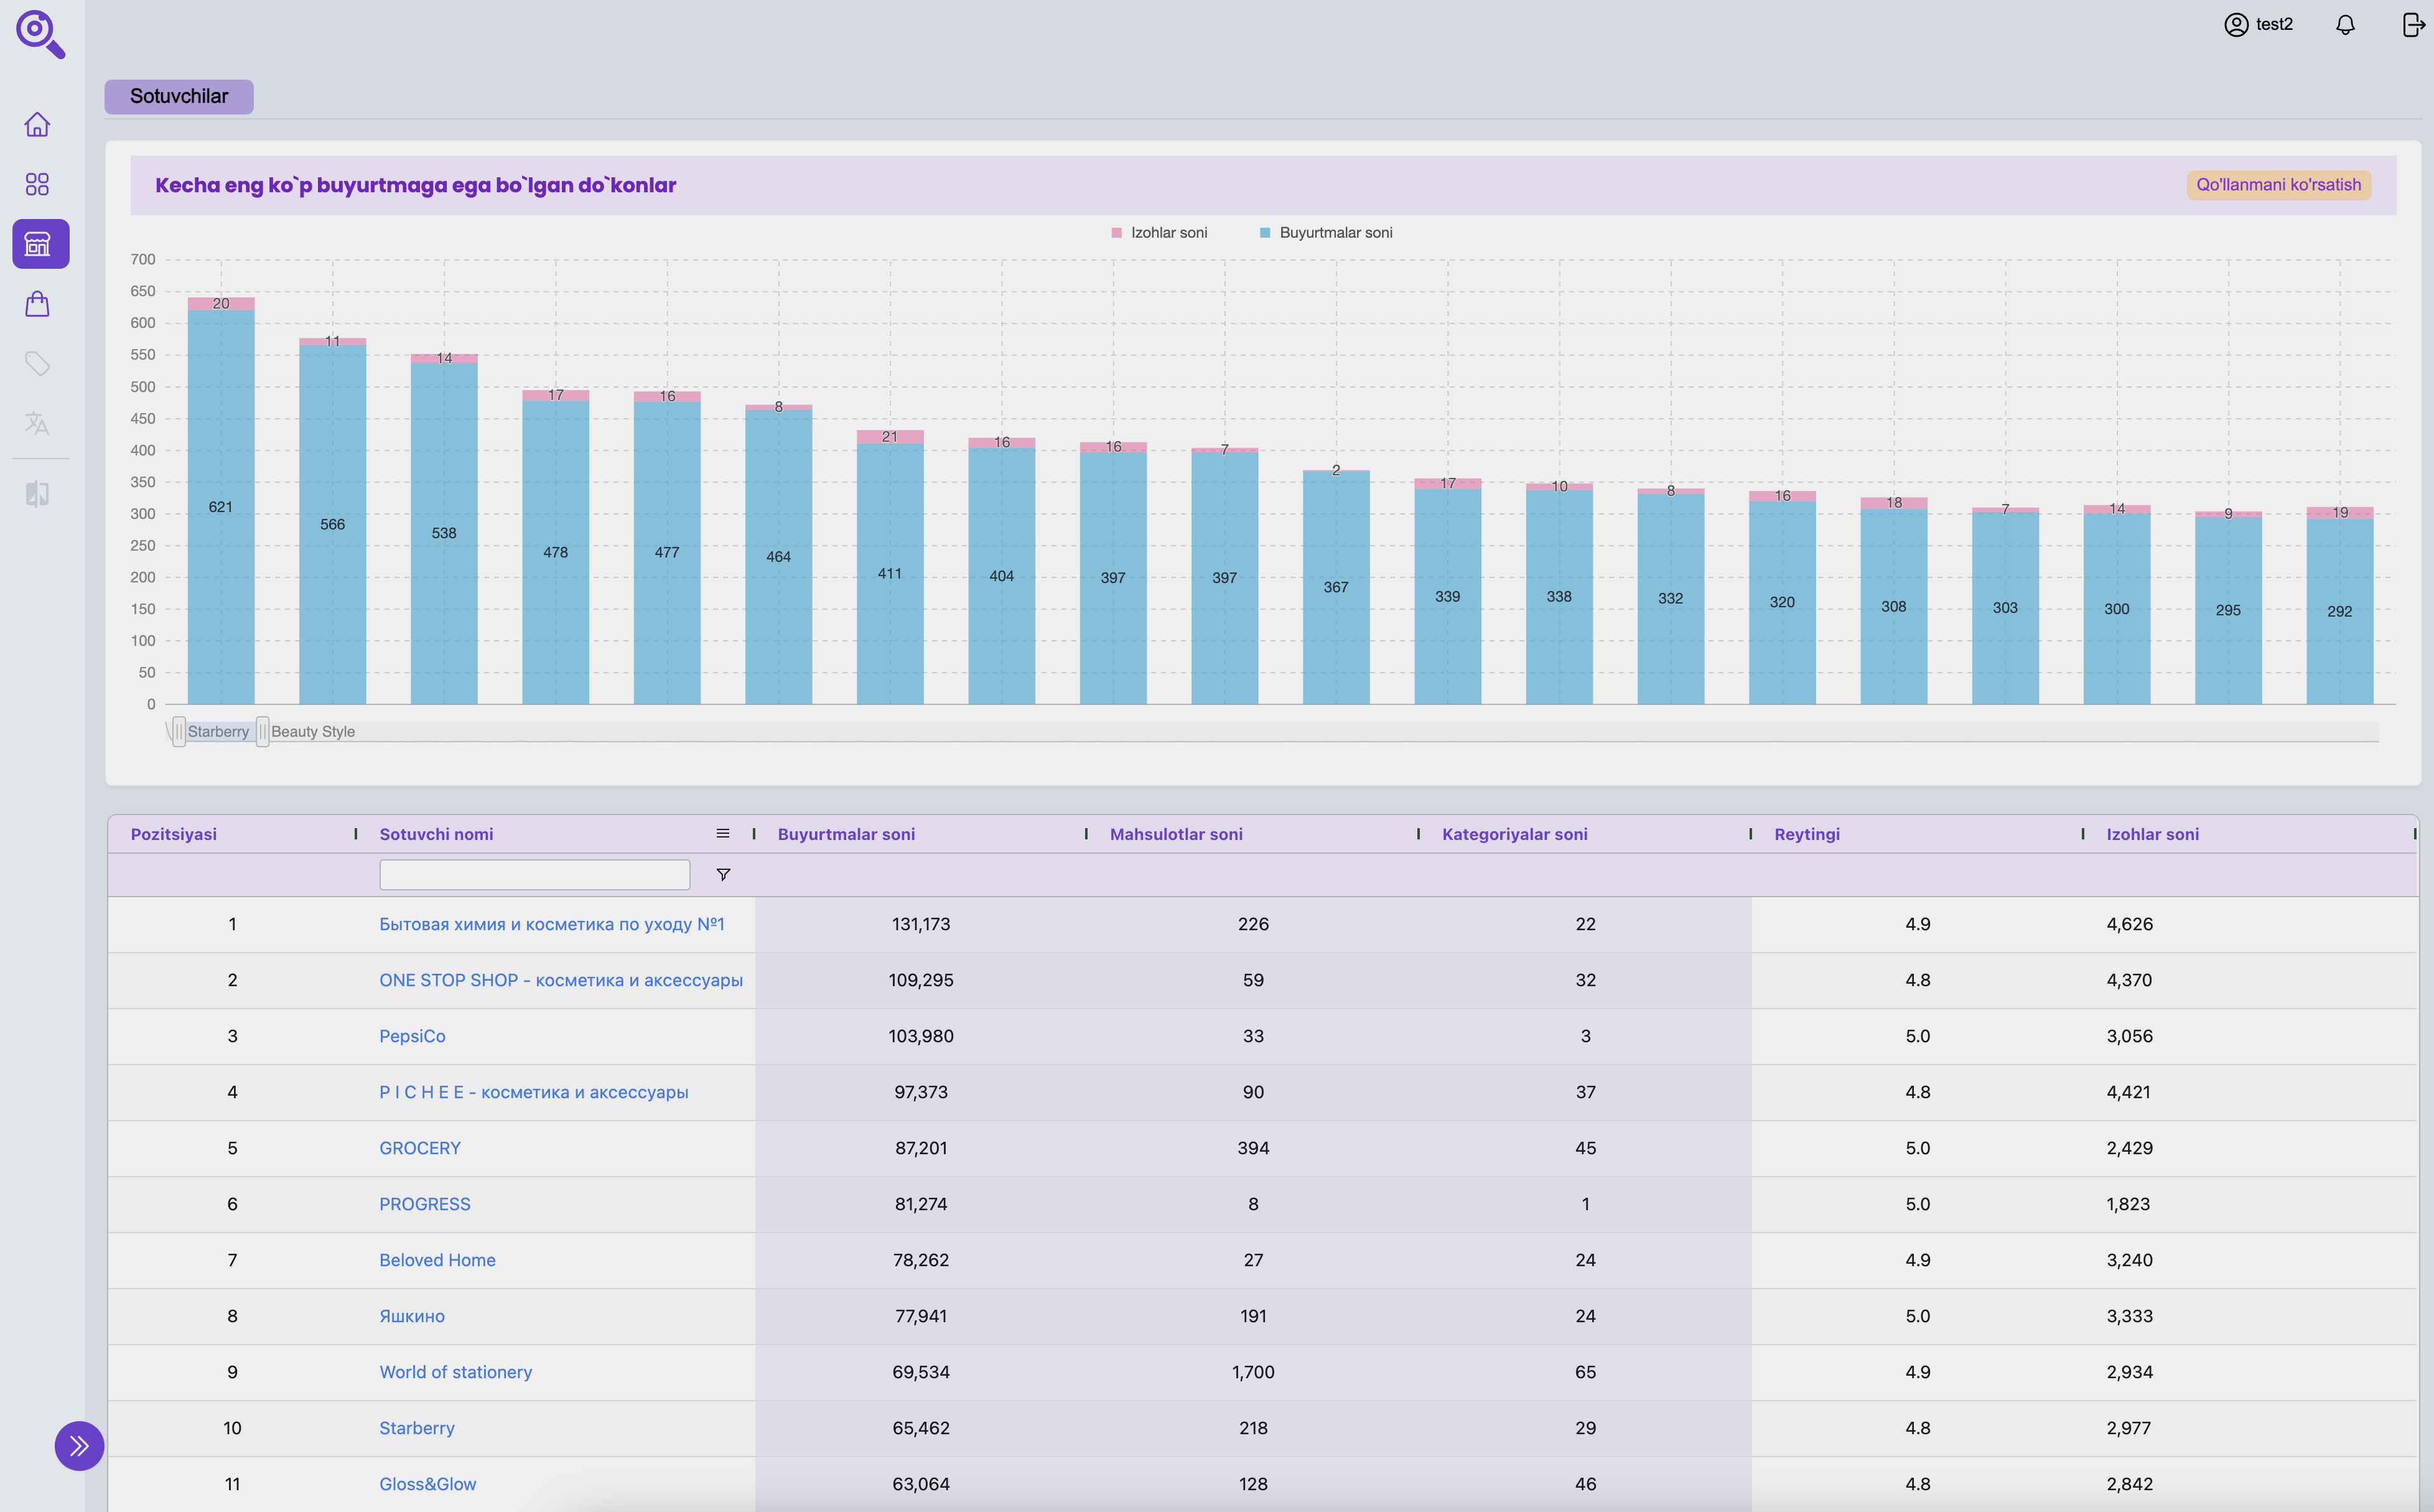 test2
Sotuvchilar
Kecha eng ko`p buyurtmaga ega bo`lgan do`konlar
Qo'llanmani ko'rsatish
Izohlar soni Buyurtmalar soni
700
650
600
550
500
450
400
350
300
250
200
150
100
50
0
20 11 14 17 16 8 21 16 16 7 2 17 10 8 16 18 7 14 9 19
621 566 538 478 477 464 411 404 397 397 367 339 338 332 320 308 303 300 295 292
Starberry Beauty Style
Pozitsiyasi Sotuvchi nomi Buyurtmalar soni Mahsulotlar soni Kategoriyalar soni Reytingi Izohlar soni
1 Бытовая химия и косметика по уходу №1 131,173 226 22 4.9 4,626
2 ONE STOP SHOP - косметика и аксессуары 109,295 59 32 4.8 4,370
3 PepsiCo 103,980 33 3 5.0 3,056
4 P I C H E E - косметика и аксессуары 97,373 90 37 4.8 4,421
5 GROCERY 87,201 394 45 5.0 2,429
6 PROGRESS 81,274 8 1 5.0 1,823
7 Beloved Home 78,262 27 24 4.9 3,240
8 Яшкино 77,941 191 24 5.0 3,333
9 World of stationery 69,534 1,700 65 4.9 2,934
10 Starberry 65,462 218 29 4.8 2,977
11 Gloss&Glow 63,064 128 46 4.8 2,842